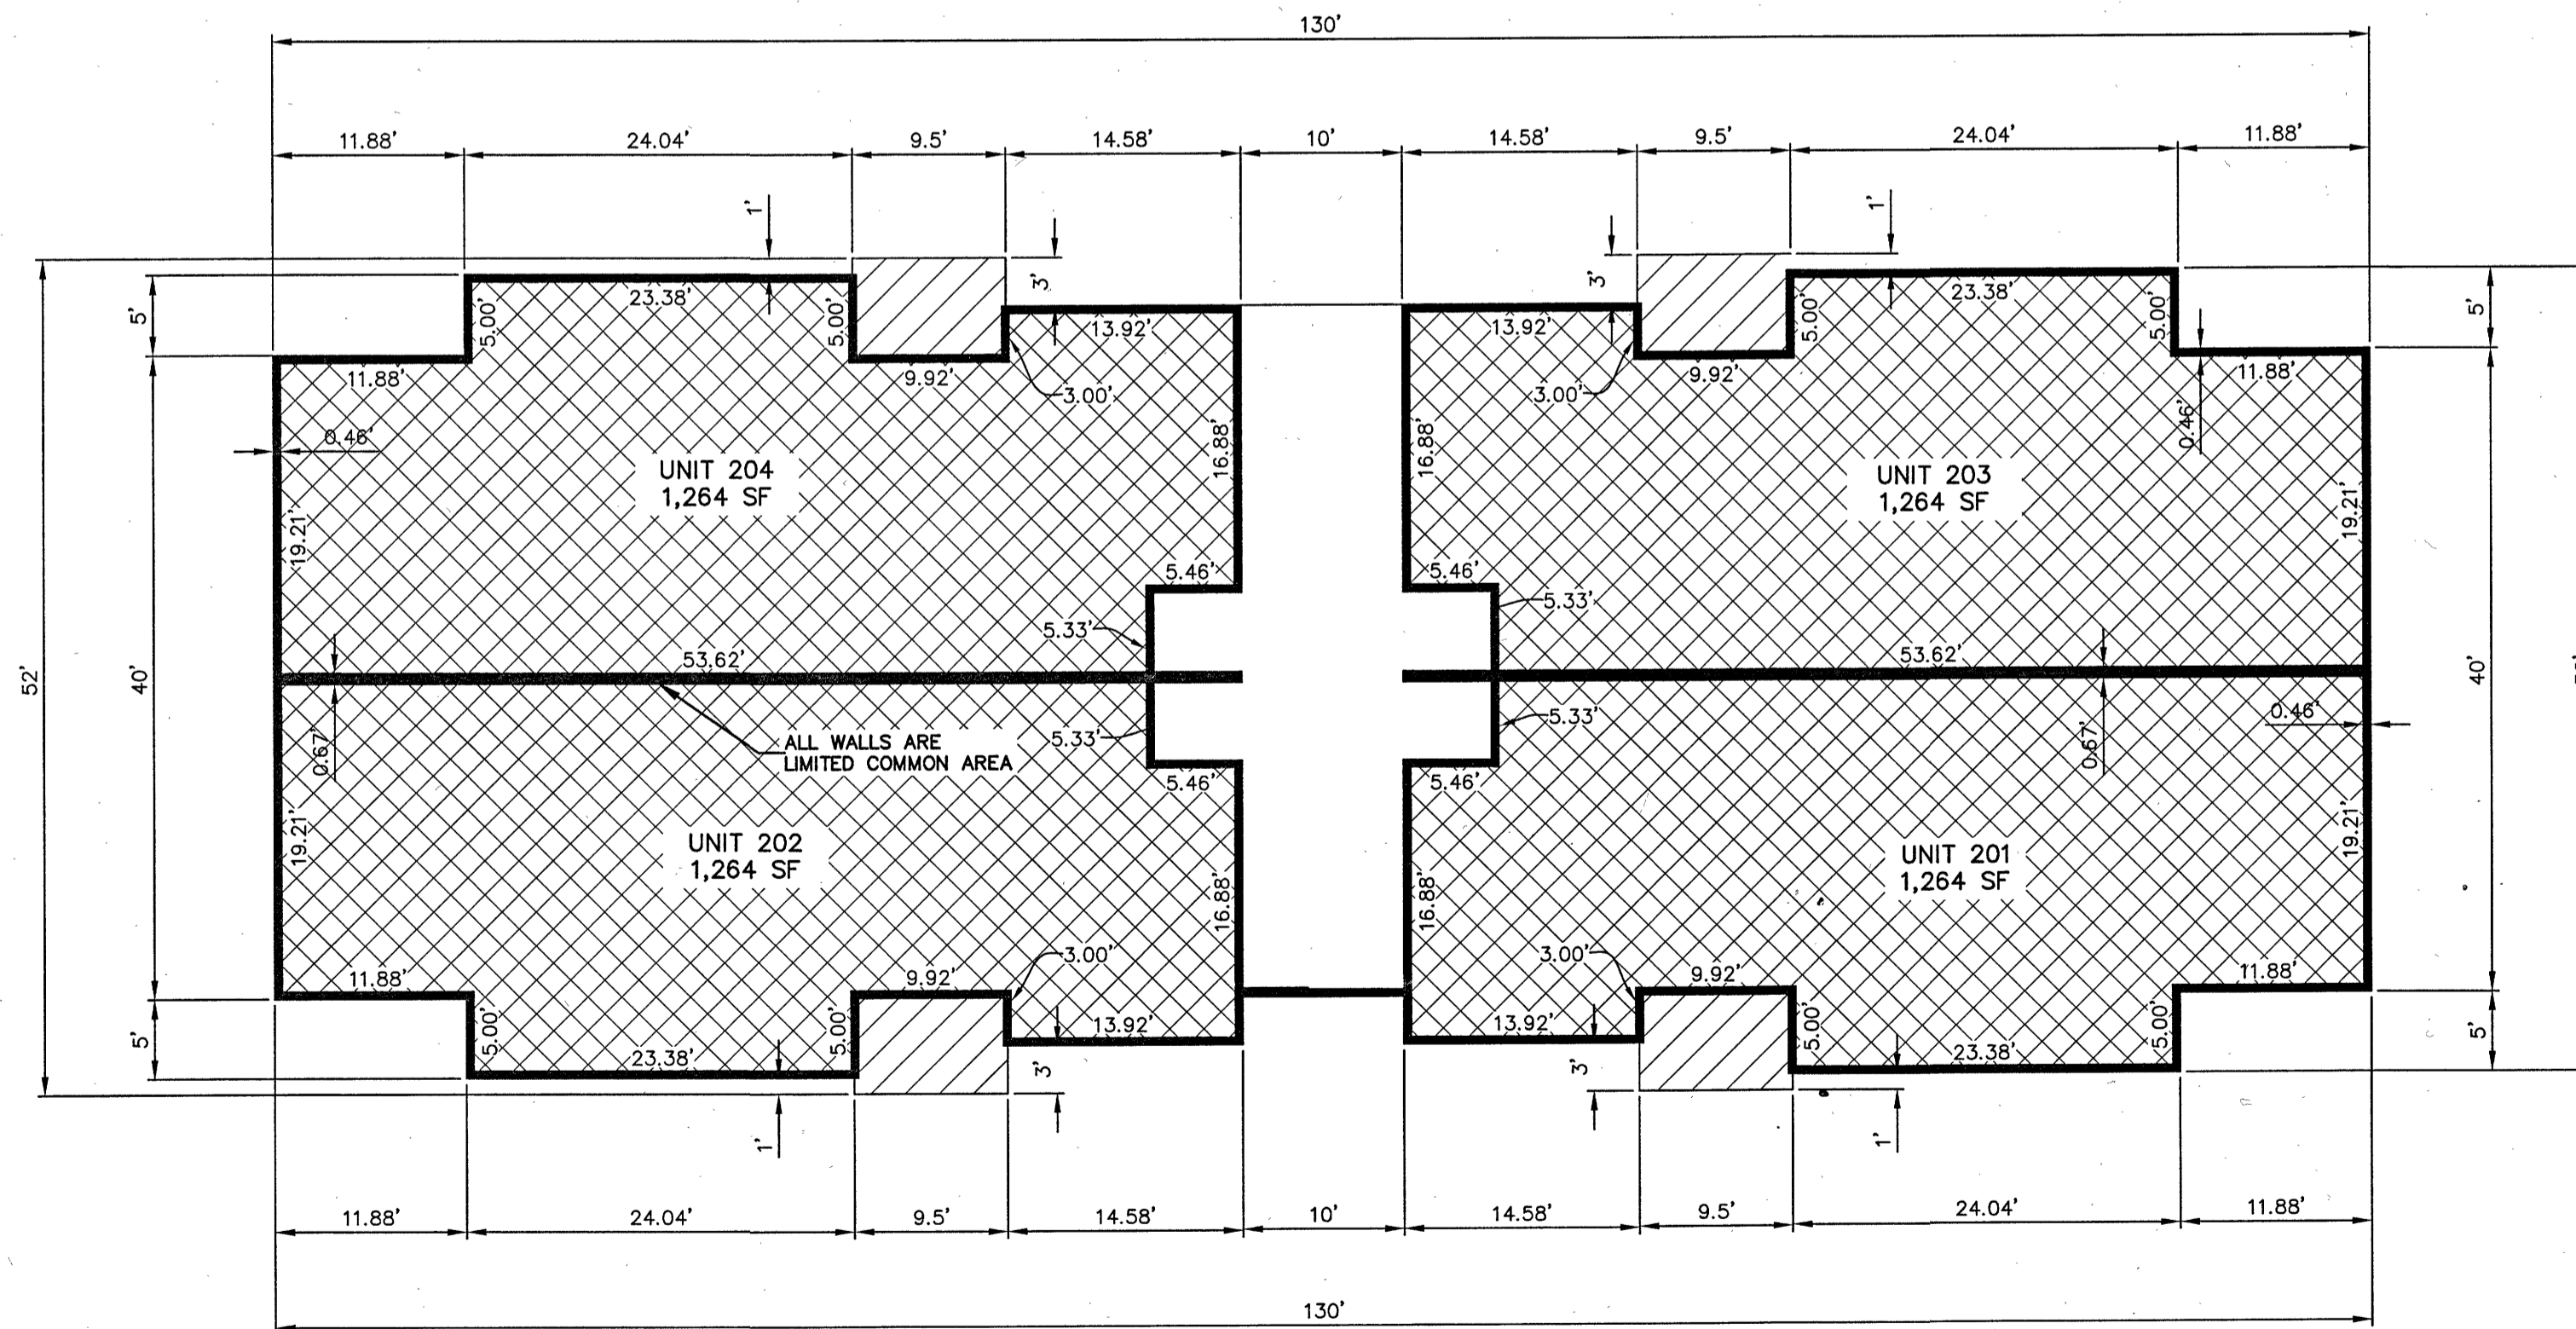 130'
11.88' 24.04' 9.5' 14.58' 10' 14.58' 9.5' 24.04' 11.88'
1' 1'
3' 3'
5' 23.38' 23.38' 5'
5.00' 5.00' 5.00' 5.00'
13.92' 13.92'
11.88' 9.92' 9.92' 11.88'
3.00' 3.00'
0.46' 16.88' 16.88' 0.46'
UNIT 204
1,264 SF
UNIT 203
1,264 SF
19.21' 19.21'
5.46' 5.46'
5.33' 5.33'
53.62' 53.62'
52' 40' 40'
0.67' 5.33' 5.33' 0.67' 0.46'
ALL WALLS ARE
LIMITED COMMON AREA
5.46' 5.46'
19.21' 19.21'
UNIT 202
1,264 SF
UNIT 201
1,264 SF
16.88' 16.88'
3.00' 3.00'
11.88' 9.92' 9.92' 11.88'
13.92' 13.92'
5' 5.00' 5.00' 5.00' 5.00' 5'
23.38' 23.38'
3' 3'
1' 1'
11.88' 24.04' 9.5' 14.58' 10' 14.58' 9.5' 24.04' 11.88'
130'